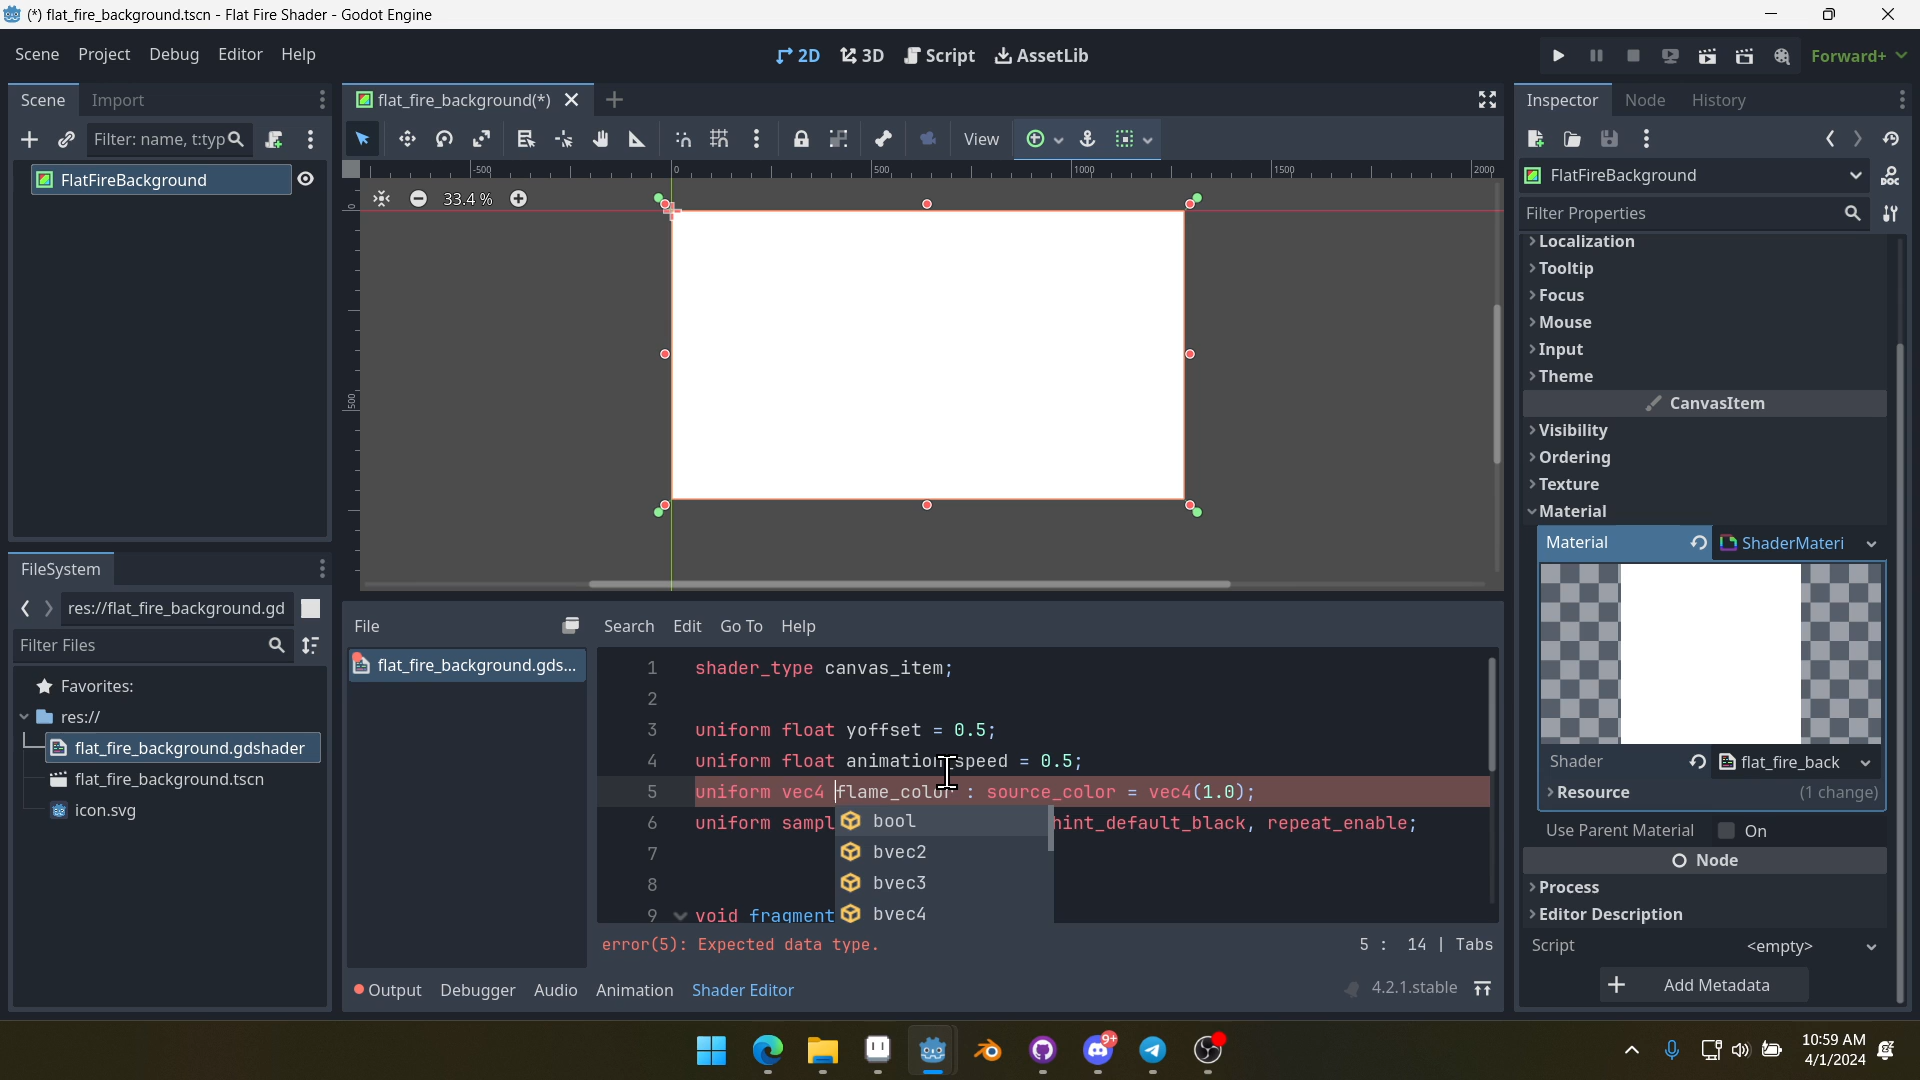 (*) flat_fire_background.tscn - Flat Fire Shader - Godot Engine
Scene Project Debug Editor Help
2D 3D Script AssetLib
Forward+
Scene Import
flat_fire_background(*)
Inspector Node History
Filter: name, t:typ
View
FlatFireBackground
FlatFireBackground
-500 0 500 1000 1500 2000
33.4 %
0
500
Filter Properties
Localization
Tooltip
Focus
Mouse
Input
Theme
CanvasItem
Visibility
Ordering
Texture
Material
Material ShaderMateri
Shader flat_fire_back
Resource (1 change)
Use Parent Material On
Node
Process
Editor Description
Script <empty>
Add Metadata
FileSystem
res://flat_fire_background.gd
Filter Files
Favorites:
res://
flat_fire_background.gdshader
flat_fire_background.tscn
icon.svg
File Search Edit Go To Help
flat_fire_background.gds...
1 shader_type canvas_item;
2
3 uniform float yoffset = 0.5;
4 uniform float animation_speed = 0.5;
5 uniform vec4 flame_color : source_color = vec4(1.0);
6 uniform sampl hint_default_black, repeat_enable;
7
8
9 void fragment
bool
bvec2
bvec3
bvec4
error(5): Expected data type. 5 : 14 | Tabs
Output Debugger Audio Animation Shader Editor 4.2.1.stable
9+
10:59 AM
4/1/2024